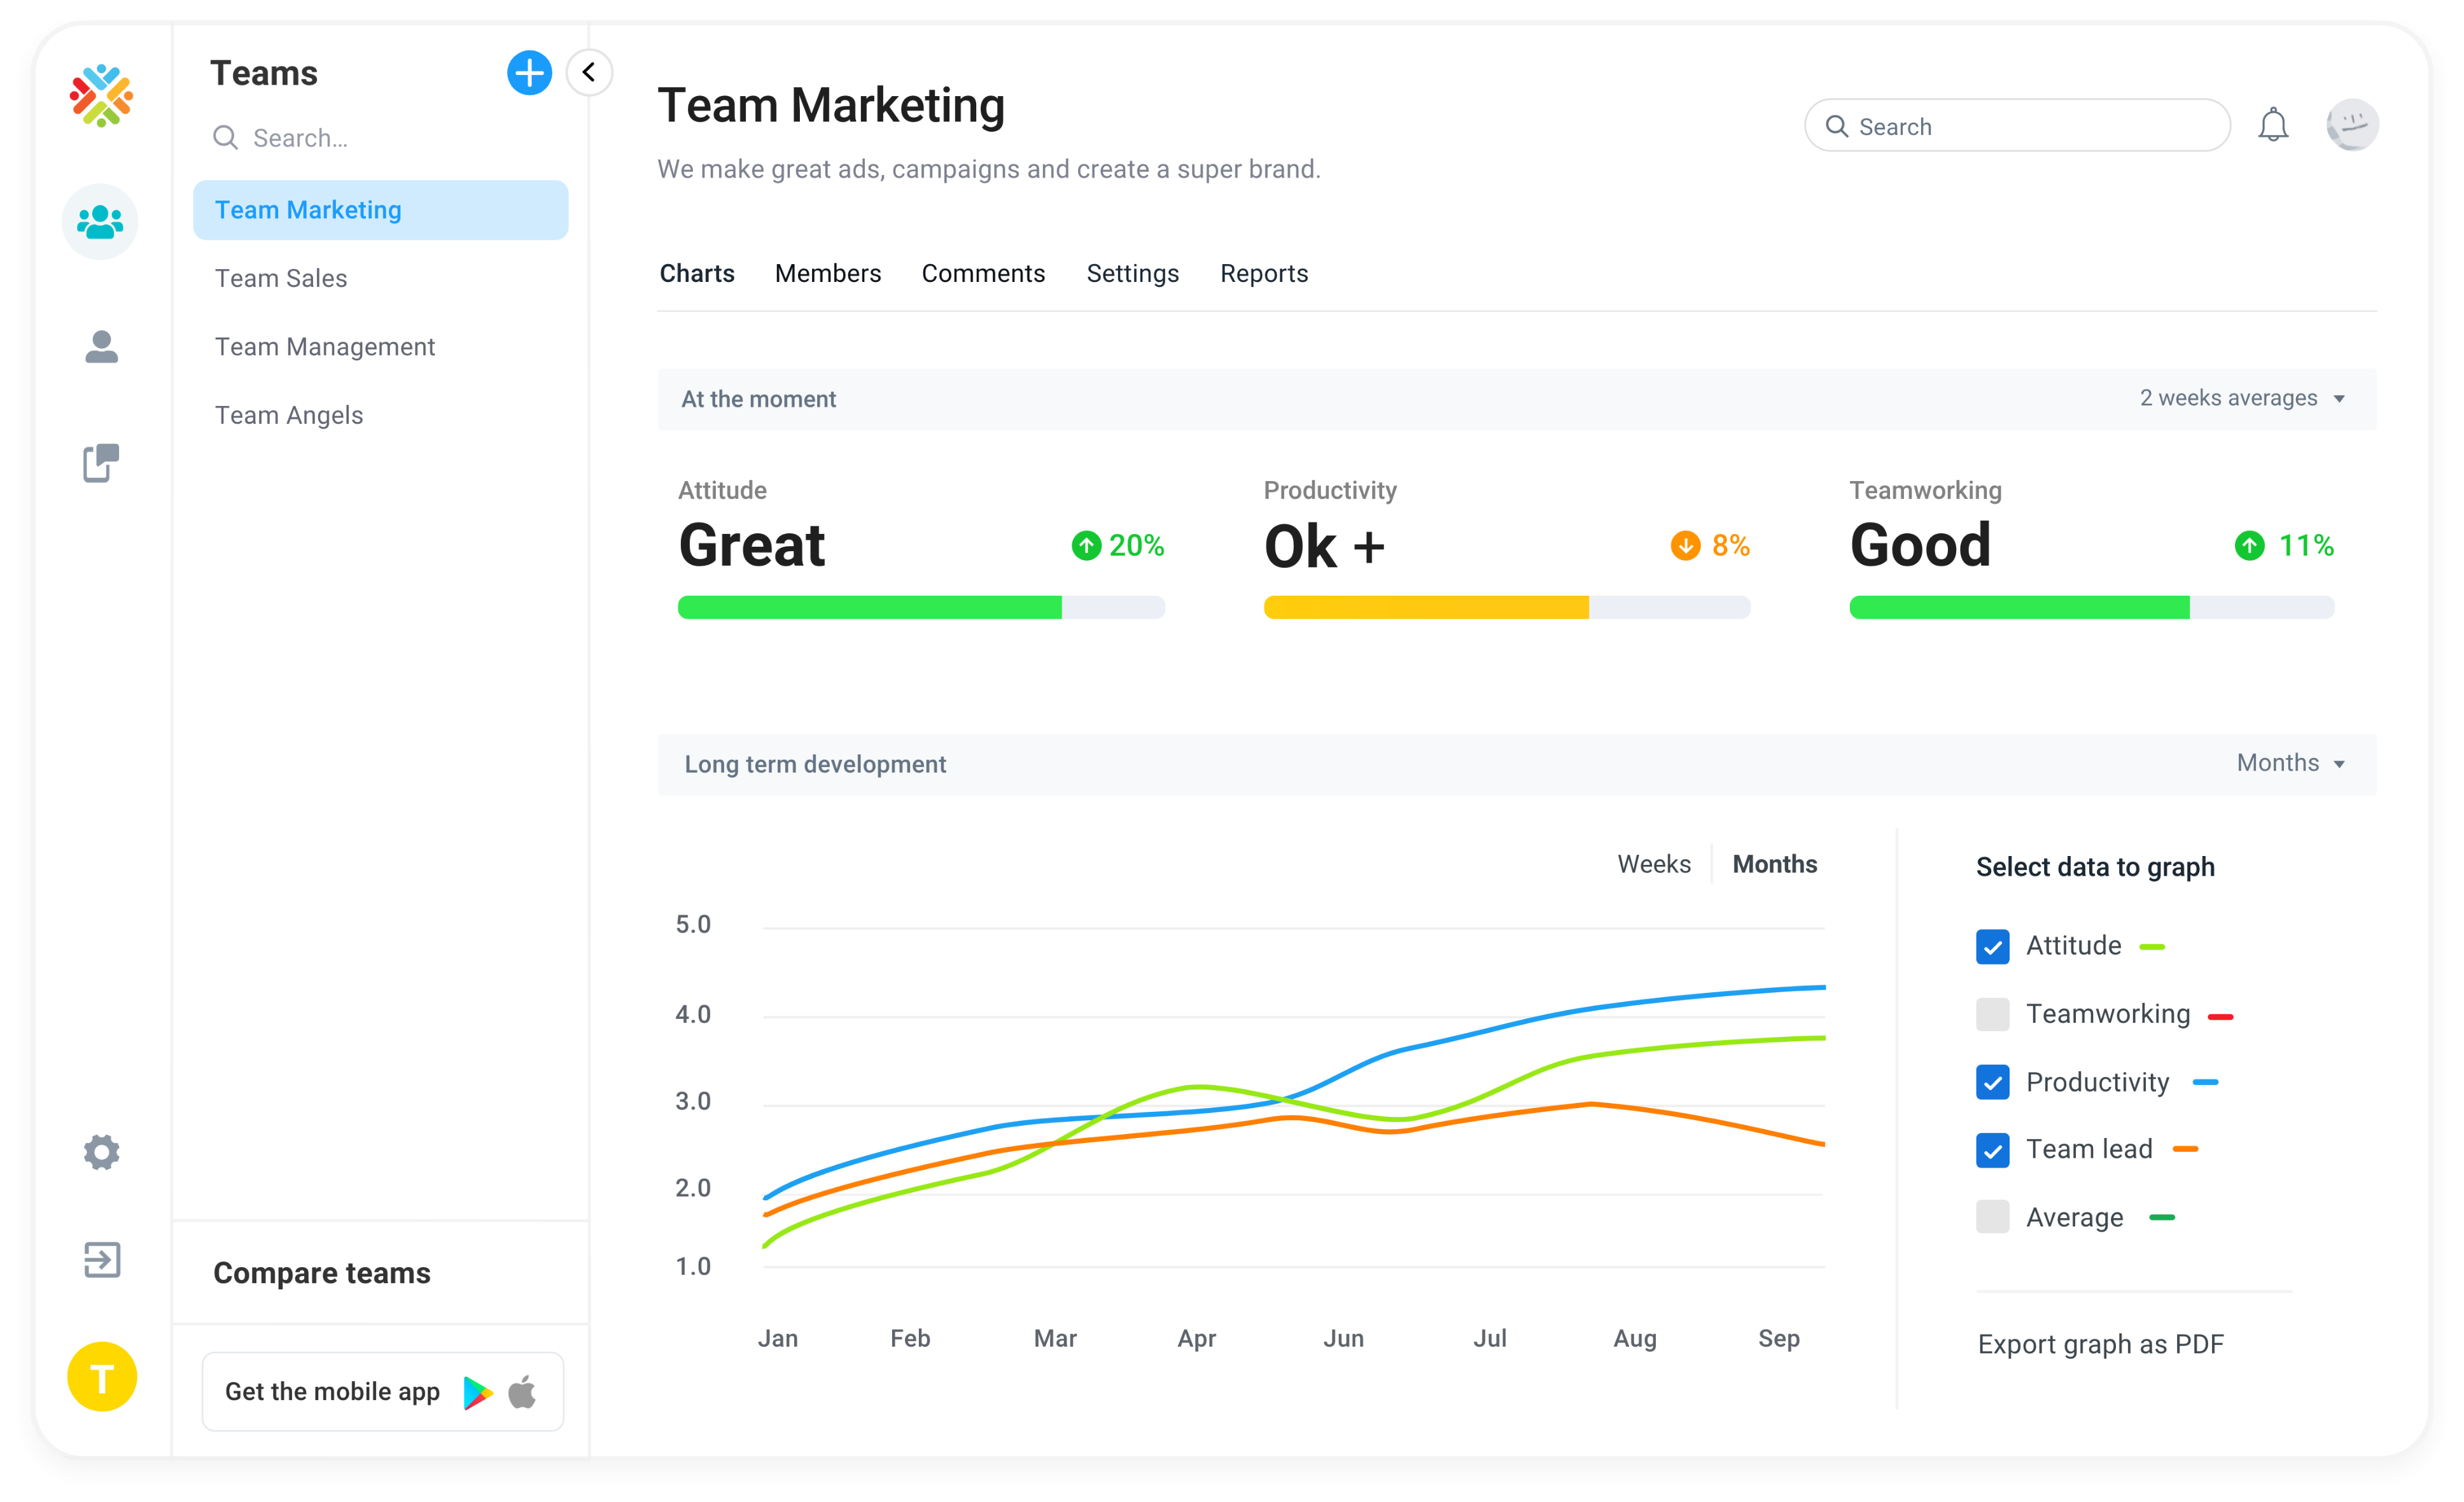 Teams
Search...
Team Marketing
Team Sales
Team Management
Team Angels
Compare teams
Get the mobile app
T
Team Marketing
We make great ads, campaigns and create a super brand.
Search
Charts Members Comments Settings Reports
At the moment 2 weeks averages
Attitude Productivity Teamworking
Great 20% Ok + 8% Good 11%
Long term development Months
Weeks Months
5.0
4.0
3.0
2.0
1.0
Jan Feb Mar Apr Jun Jul Aug Sep
Select data to graph
Attitude
Teamworking
Productivity
Team lead
Average
Export graph as PDF